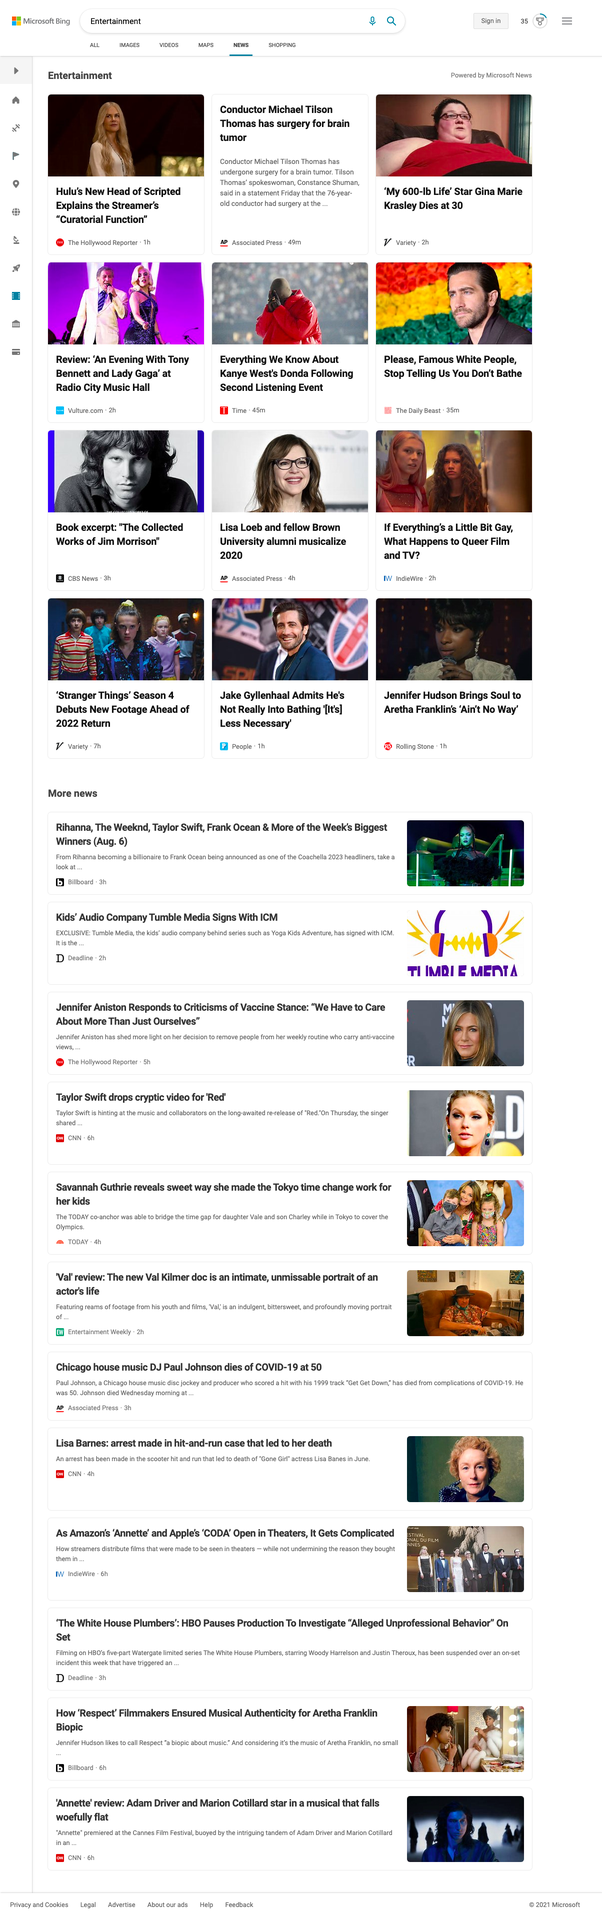 Microsoft Bing
Entertainment
Sign in
35
ALL IMAGES VIDEOS MAPS NEWS SHOPPING
Entertainment
Powered by Microsoft News
Hulu's New Head of Scripted
Explains the Streamer's
"Curatorial Function"
The Hollywood Reporter · 1h
Conductor Michael Tilson
Thomas has surgery for brain
tumor
Conductor Michael Tilson Thomas has
undergone surgery for a brain tumor. Tilson
Thomas' spokeswoman, Constance Shuman,
said in a statement Friday that the 76-year-
old conductor had surgery at the ...
AP Associated Press · 49m
'My 600-lb Life' Star Gina Marie
Krasley Dies at 30
Variety · 2h
Review: 'An Evening With Tony
Bennett and Lady Gaga' at
Radio City Music Hall
Vulture.com · 2h
Everything We Know About
Kanye West's Donda Following
Second Listening Event
Time · 45m
Please, Famous White People,
Stop Telling Us You Don't Bathe
The Daily Beast · 35m
Book excerpt: "The Collected
Works of Jim Morrison"
CBS News · 3h
Lisa Loeb and fellow Brown
University alumni musicalize
2020
AP Associated Press · 4h
If Everything's a Little Bit Gay,
What Happens to Queer Film
and TV?
IW IndieWire · 2h
'Stranger Things' Season 4
Debuts New Footage Ahead of
2022 Return
Variety · 7h
Jake Gyllenhaal Admits He's
Not Really Into Bathing '[It's]
Less Necessary'
People · 1h
Jennifer Hudson Brings Soul to
Aretha Franklin's 'Ain't No Way'
Rolling Stone · 1h
More news
Rihanna, The Weeknd, Taylor Swift, Frank Ocean & More of the Week's Biggest
Winners (Aug. 6)
From Rihanna becoming a billionaire to Frank Ocean being announced as one of the Coachella 2023 headliners, take a
look at ...
b Billboard · 3h
Kids' Audio Company Tumble Media Signs With ICM
EXCLUSIVE: Tumble Media, the kids' audio company behind series such as Yoga Kids Adventure, has signed with ICM.
It is the ...
D Deadline · 2h
TUMBLE MEDIA
Jennifer Aniston Responds to Criticisms of Vaccine Stance: "We Have to Care
About More Than Just Ourselves"
Jennifer Aniston has shed more light on her decision to remove people from her weekly routine who carry anti-vaccine
views, ...
The Hollywood Reporter · 5h
Taylor Swift drops cryptic video for 'Red'
Taylor Swift is hinting at the music and collaborators on the long-awaited re-release of "Red."On Thursday, the singer
shared ...
CNN · 6h
Savannah Guthrie reveals sweet way she made the Tokyo time change work for
her kids
The TODAY co-anchor was able to bridge the time gap for daughter Vale and son Charley while in Tokyo to cover the
Olympics.
TODAY · 4h
'Val' review: The new Val Kilmer doc is an intimate, unmissable portrait of an
actor's life
Featuring reams of footage from his youth and films, 'Val,' is an indulgent, bittersweet, and profoundly moving portrait
of ...
Entertainment Weekly · 2h
Chicago house music DJ Paul Johnson dies of COVID-19 at 50
Paul Johnson, a Chicago house music disc jockey and producer who scored a hit with his 1999 track "Get Get Down," has died from complications of COVID-19. He
was 50. Johnson died Wednesday morning at ...
AP Associated Press · 3h
Lisa Barnes: arrest made in hit-and-run case that led to her death
An arrest has been made in the scooter hit and run that led to death of "Gone Girl" actress Lisa Banes in June.
CNN · 4h
As Amazon's 'Annette' and Apple's 'CODA' Open in Theaters, It Gets Complicated
How streamers distribute films that were made to be seen in theaters — while not undermining the reason they bought
them in ...
IW IndieWire · 6h
'The White House Plumbers': HBO Pauses Production To Investigate "Alleged Unprofessional Behavior" On
Set
Filming on HBO's five-part Watergate limited series The White House Plumbers, starring Woody Harrelson and Justin Theroux, has been suspended over an on-set
incident this week that have triggered an ...
D Deadline · 3h
How 'Respect' Filmmakers Ensured Musical Authenticity for Aretha Franklin
Biopic
Jennifer Hudson likes to call Respect "a biopic about music." And considering it's the music of Aretha Franklin, no small
...
b Billboard · 6h
'Annette' review: Adam Driver and Marion Cotillard star in a musical that falls
woefully flat
"Annette" premiered at the Cannes Film Festival, buoyed by the intriguing tandem of Adam Driver and Marion Cotillard
in an ...
CNN · 6h
Privacy and Cookies Legal Advertise About our ads Help Feedback © 2021 Microsoft